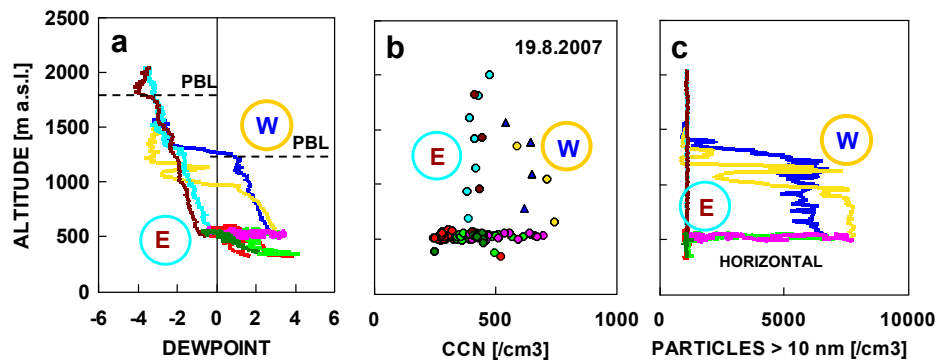 a
b
c
19.8.2007
PBL
PBL
W
E
E
W
W
E
HORIZONTAL
ALTITUDE [m a.s.l.]
2500
2000
1500
1000
500
0
-6 -4 -2 0 2 4 6
0 500 1000
0 5000 10000
DEWPOINT
CCN [/cm3]
PARTICLES > 10 nm [/cm3]